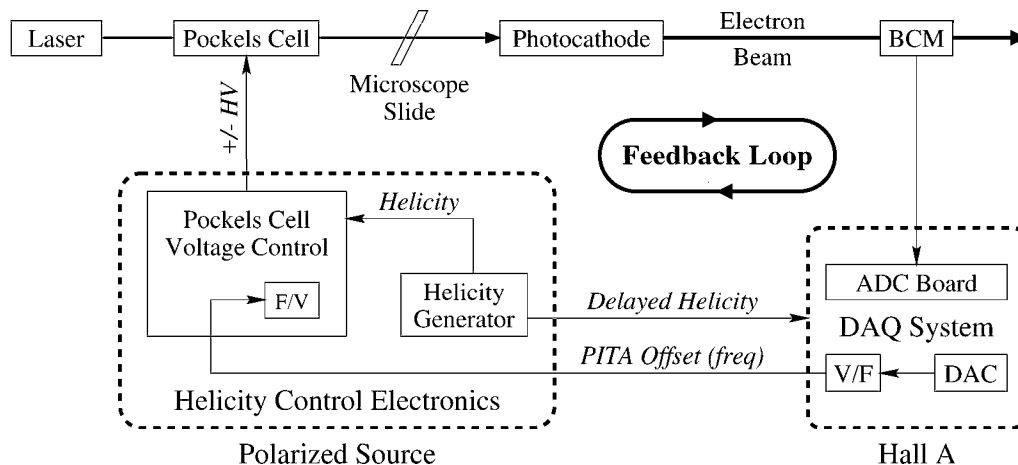 Laser
Pockels Cell
Microscope
Slide
Photocathode
Electron
Beam
BCM
+/- HV
Feedback Loop
Pockels Cell
Voltage Control
F/V
Helicity
Helicity
Generator
Delayed Helicity
PITA Offset (freq)
ADC Board
DAQ System
V/F
DAC
Helicity Control Electronics
Polarized Source
Hall A